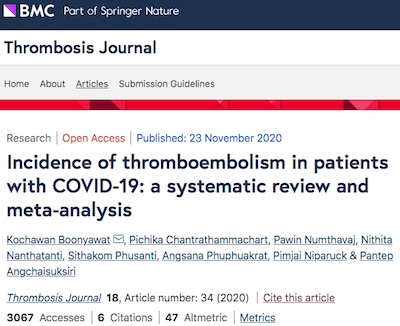 BMC Part of Springer Nature
Thrombosis Journal
Home About Articles Submission Guidelines
Research | Open Access | Published: 23 November 2020
Incidence of thromboembolism in patients
with COVID-19: a systematic review and
meta-analysis
Kochawan Boonyawat, Pichika Chantrathammachart, Pawin Numthavaj, Nithita
Nanthatanti, Sithakom Phusanti, Angsana Phuphuakrat, Pimjai Niparuck & Pantep
Angchaisuksiri
Thrombosis Journal 18, Article number: 34 (2020) | Cite this article
3067 Accesses | 6 Citations | 47 Altmetric | Metrics